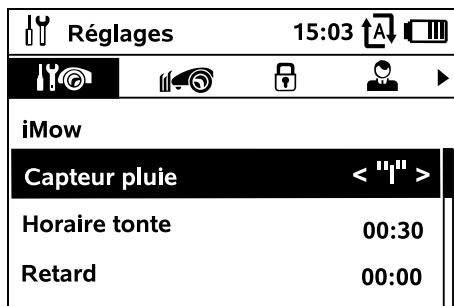 Réglages 15:03 A
iMow
Capteur pluie < "I" >
Horaire tonte 00:30
Retard 00:00